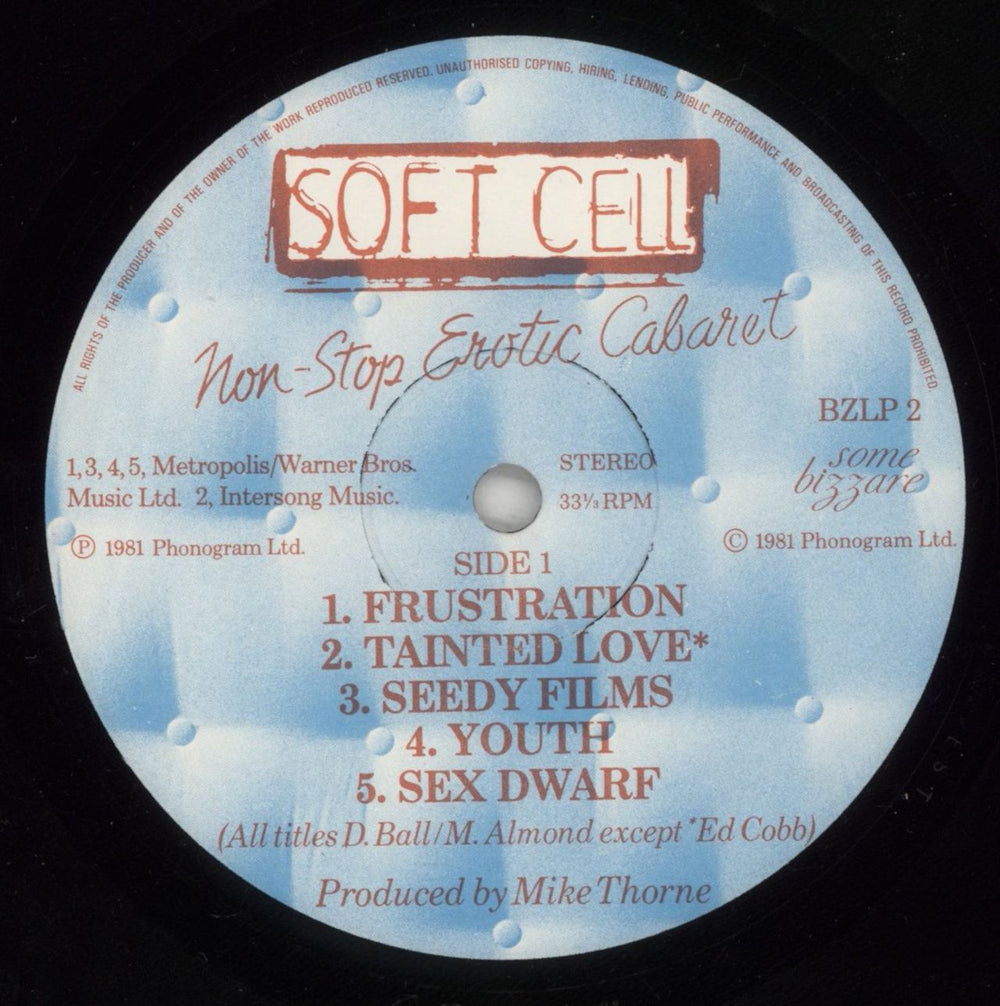 ALL RIGHTS OF THE PRODUCER AND OF THE OWNER OF THE WORK REPRODUCED RESERVED. UNAUTHORISED COPYING, HIRING, LENDING, PUBLIC PERFORMANCE AND BROADCASTING OF THIS RECORD PROHIBITED.
SOFT CELL
Non-Stop Erotic Cabaret
BZLP 2
some
bizzare
1,3, 4, 5, Metropolis/Warner Bros.
Music Ltd. 2, Intersong Music.
Ⓟ 1981 Phonogram Ltd.
STEREO
33⅓ RPM
© 1981 Phonogram Ltd.
SIDE 1
1. FRUSTRATION
2. TAINTED LOVE*
3. SEEDY FILMS
4. YOUTH
5. SEX DWARF
(All titles D. Ball/M. Almond except *Ed Cobb)
Produced by Mike Thorne